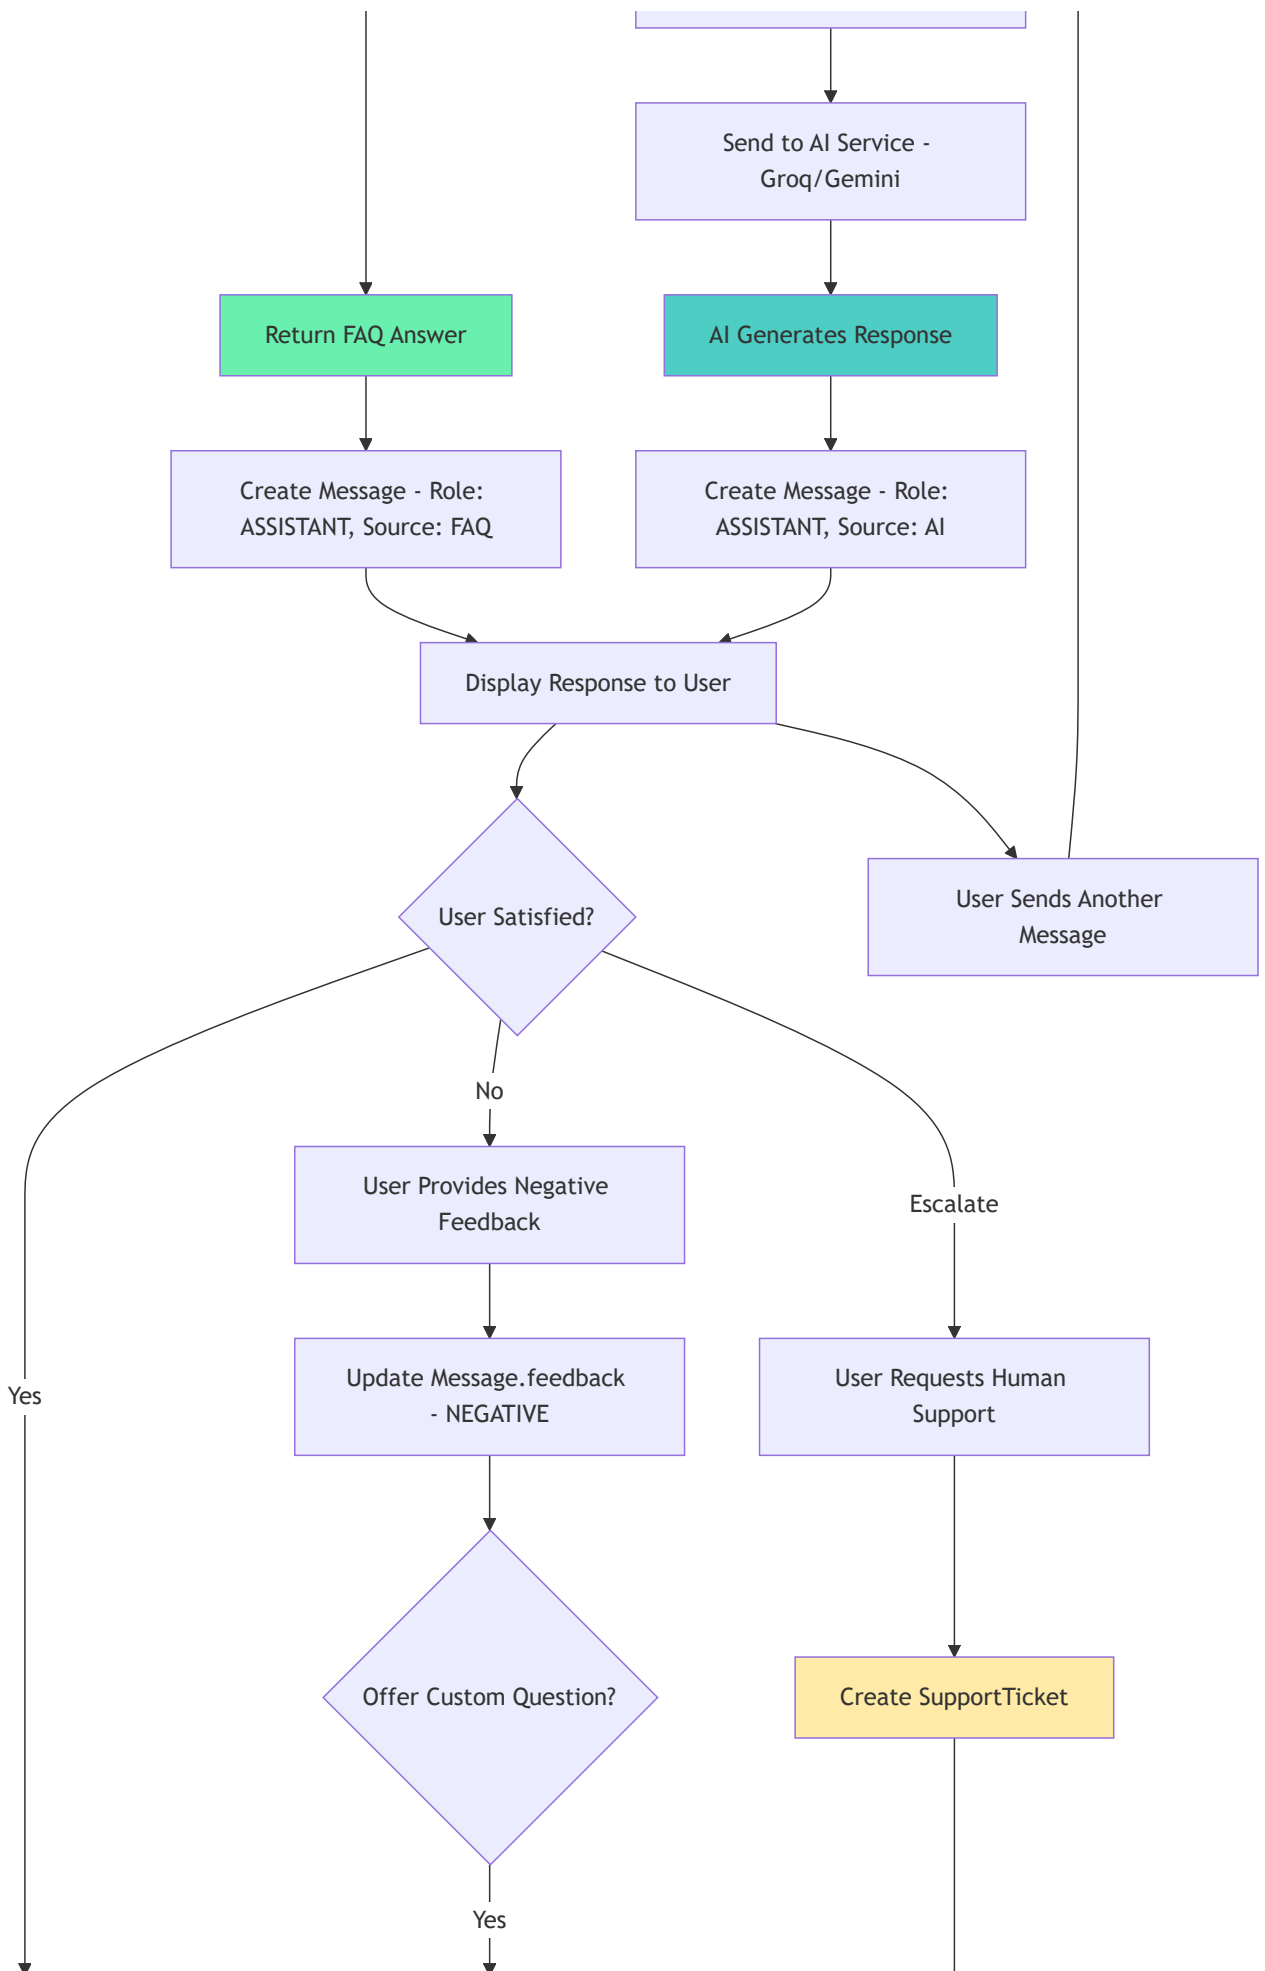 Send to AI Service -
Groq/Gemini
Return FAQ Answer
AI Generates Response
Create Message - Role:
ASSISTANT, Source: FAQ
Create Message - Role:
ASSISTANT, Source: AI
Display Response to User
User Satisfied?
User Sends Another
Message
No
User Provides Negative
Feedback
Escalate
Yes
Update Message.feedback
- NEGATIVE
User Requests Human
Support
Offer Custom Question?
Create SupportTicket
Yes